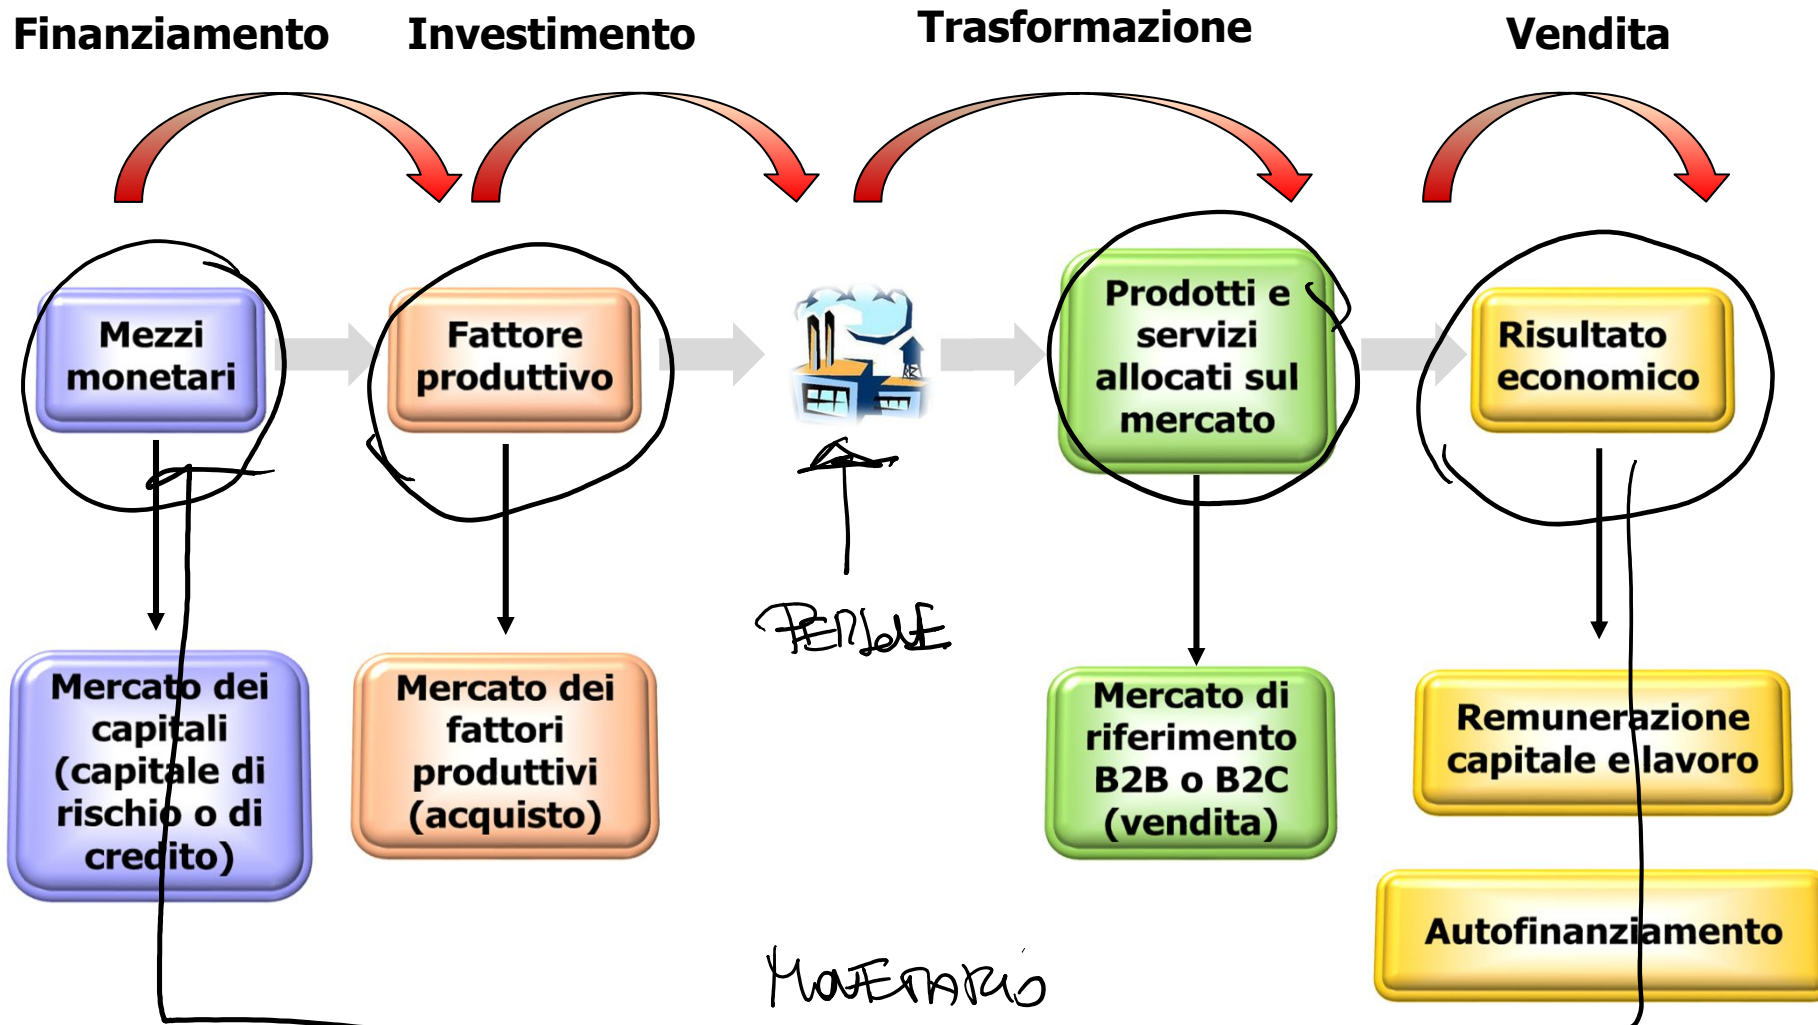 Finanziamento
Investimento
Trasformazione
Vendita
Mezzi
monetari
Fattore
produttivo
Prodotti e
servizi
allocati sul
mercato
Risultato
economico
PERSONE
Mercato dei
capitali
(capitale di
rischio o di
credito)
Mercato dei
fattori
produttivi
(acquisto)
Mercato di
riferimento
B2B o B2C
(vendita)
Remunerazione
capitale e lavoro
Autofinanziamento
MONETARIO